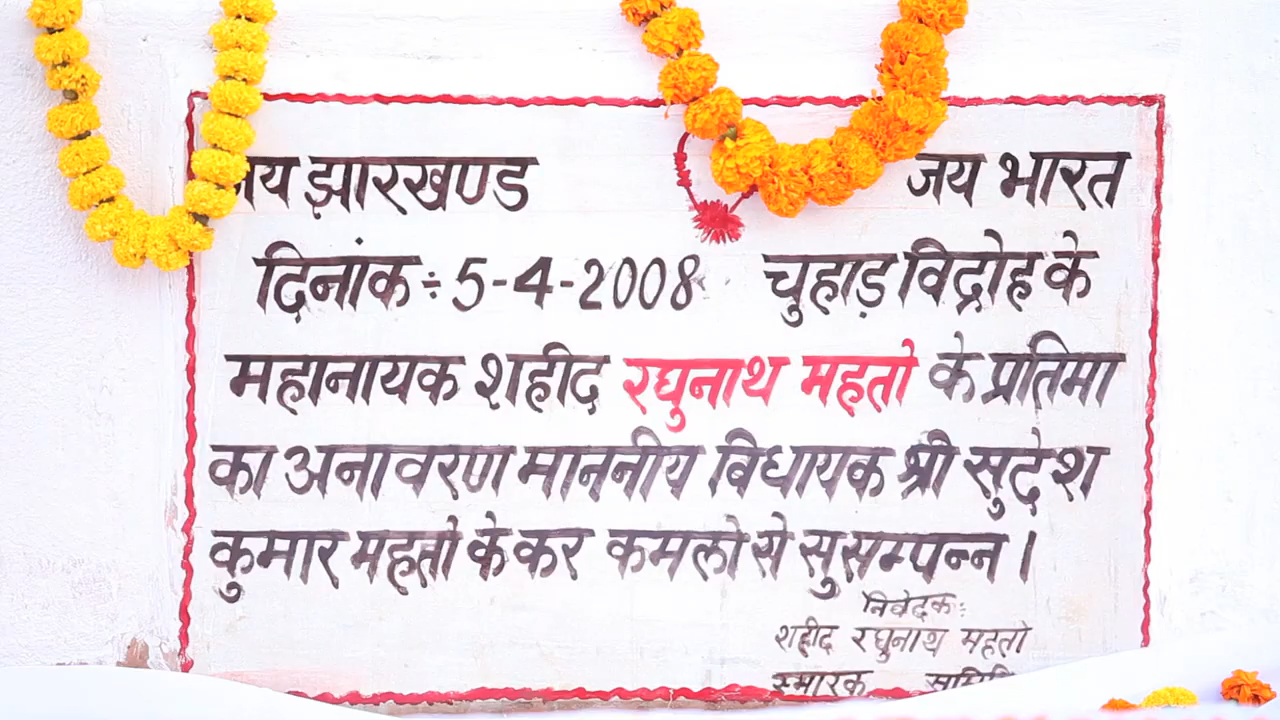 जय झारखण्ड जय भारत
दिनांक÷5-4-2008 चुहाड़ विद्रोह के
महानायक शहीद रघुनाथ महतो के प्रतिमा
का अनावरण माननीय बिधायक श्री सुदेश
कुमार महतो के कर कमलो से सुसम्पन्न।
निवेदक÷
शहीद रघुनाथ महतो
स्मारक समिति